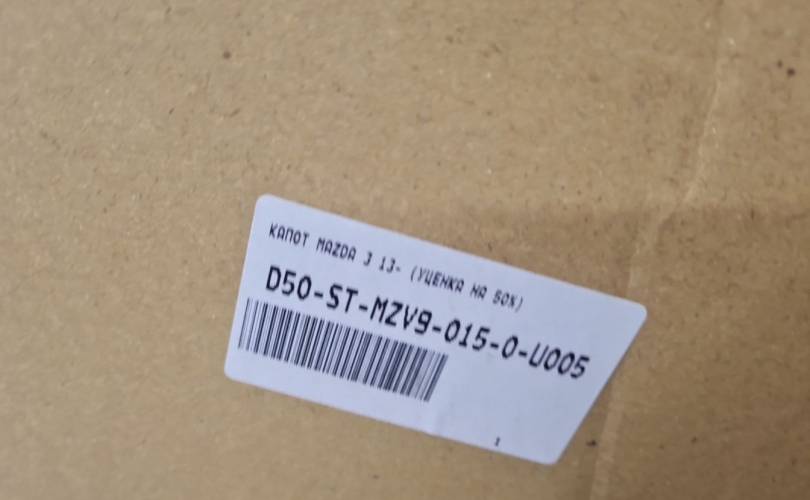 КАПОТ MAZDA 3 13- (УЦЕНКА НА 50%)
D50-ST-MZV9-015-0-U005
1